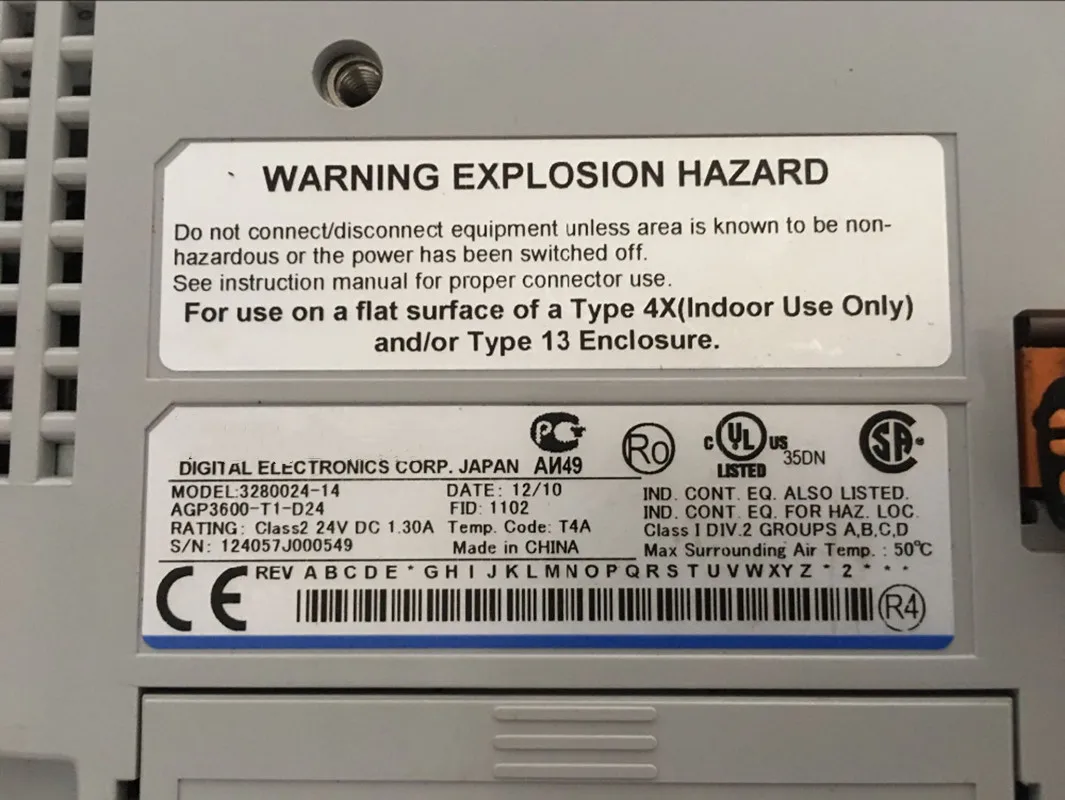 WARNING EXPLOSION HAZARD
Do not connect/disconnect equipment unless area is known to be non-
hazardous or the power has been switched off.
See instruction manual for proper connector use.
For use on a flat surface of a Type 4X(Indoor Use Only)
and/or Type 13 Enclosure.
DIGITAL ELECTRONICS CORP. JAPAN
РСТ
АИ49
Ro
C UL US
LISTED
35DN
SA
MODEL:3280024-14
AGP3600-T1-D24
RATING: Class2 24V DC 1.30A
S/N: 124057J000549
DATE: 12/10
FID: 1102
Temp. Code: T4A
Made in CHINA
IND. CONT. EQ. ALSO LISTED.
IND. CONT. EQ. FOR HAZ. LOC.
Class I DIV.2 GROUPS A,B,C,D
Max Surrounding Air Temp. : 50°C
CE
REV A B C D E * G H I J K L M N O P Q R S T U V W X Y Z * 2 * * *
R4